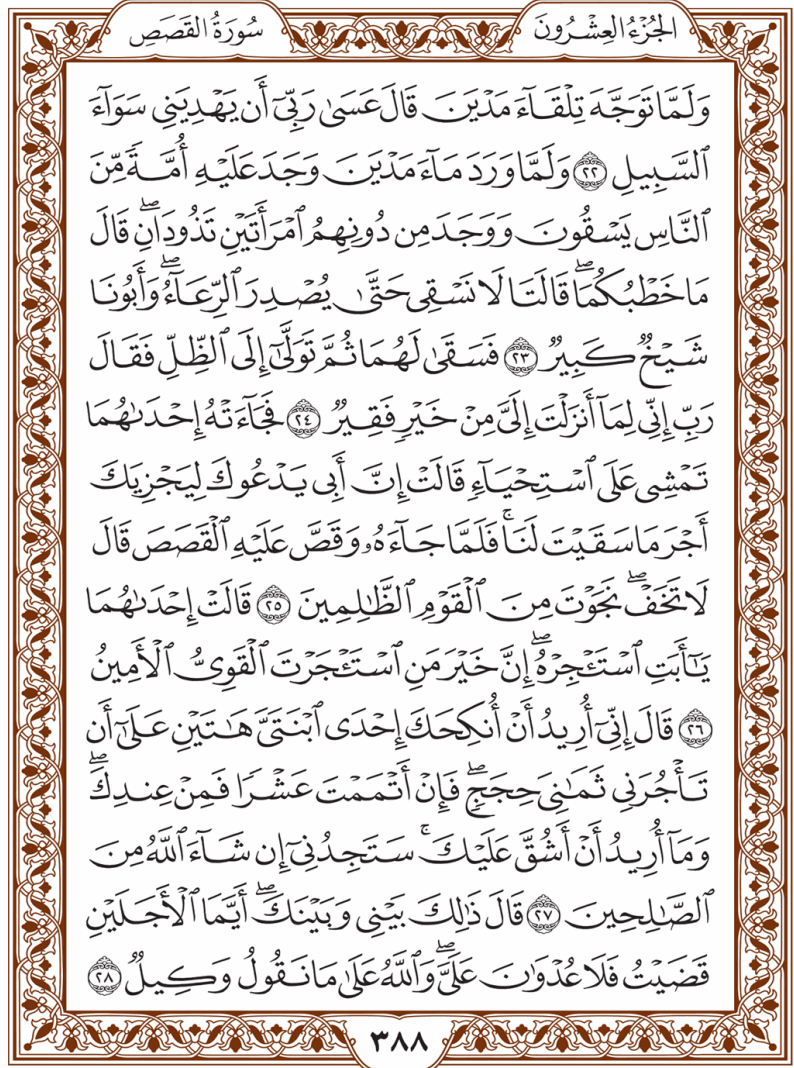 سُورَةُ القَصَصِ
الجُزْءُ العِشْرُونَ
وَلَمَّا تَوَجَّهَ تِلْقَآءَ مَدْيَنَ قَالَ عَسَىٰ رَبِّىٓ أَن يَهْدِيَنِى سَوَآءَ
ٱلسَّبِيلِ ٢٢ وَلَمَّا وَرَدَ مَآءَ مَدْيَنَ وَجَدَ عَلَيْهِ أُمَّةً مِّنَ
ٱلنَّاسِ يَسْقُونَ وَوَجَدَ مِن دُونِهِمُ ٱمْرَأَتَيْنِ تَذُودَانِۖ قَالَ
مَا خَطْبُكُمَاۖ قَالَتَا لَا نَسْقِى حَتَّىٰ يُصْدِرَ ٱلرِّعَآءُۖ وَأَبُونَا
شَيْخٌ كَبِيرٌ ٢٣ فَسَقَىٰ لَهُمَا ثُمَّ تَوَلَّىٰٓ إِلَى ٱلظِّلِّ فَقَالَ
رَبِّ إِنِّى لِمَآ أَنزَلْتَ إِلَىَّ مِنْ خَيْرٍ فَقِيرٌ ٢٤ فَجَآءَتْهُ إِحْدَىٰهُمَا
تَمْشِى عَلَى ٱسْتِحْيَآءٍ قَالَتْ إِنَّ أَبِى يَدْعُوكَ لِيَجْزِيَكَ
أَجْرَ مَا سَقَيْتَ لَنَاۚ فَلَمَّا جَآءَهُۥ وَقَصَّ عَلَيْهِ ٱلْقَصَصَ قَالَ
لَا تَخَفْۖ نَجَوْتَ مِنَ ٱلْقَوْمِ ٱلظَّٰلِمِينَ ٢٥ قَالَتْ إِحْدَىٰهُمَا
يَٰٓأَبَتِ ٱسْتَـْٔجِرْهُۖ إِنَّ خَيْرَ مَنِ ٱسْتَـْٔجَرْتَ ٱلْقَوِىُّ ٱلْأَمِينُ
٢٦ قَالَ إِنِّىٓ أُرِيدُ أَنْ أُنكِحَكَ إِحْدَى ٱبْنَتَىَّ هَٰتَيْنِ عَلَىٰٓ أَن
تَأْجُرَنِى ثَمَٰنِىَ حِجَجٍۖ فَإِنْ أَتْمَمْتَ عَشْرًا فَمِنْ عِندِكَۖ
وَمَآ أُرِيدُ أَنْ أَشُقَّ عَلَيْكَۚ سَتَجِدُنِىٓ إِن شَآءَ ٱللَّهُ مِنَ
ٱلصَّٰلِحِينَ ٢٧ قَالَ ذَٰلِكَ بَيْنِى وَبَيْنَكَۖ أَيَّمَا ٱلْأَجَلَيْنِ
قَضَيْتُ فَلَا عُدْوَٰنَ عَلَىَّۖ وَٱللَّهُ عَلَىٰ مَا نَقُولُ وَكِيلٌ ٢٨
٣٨٨